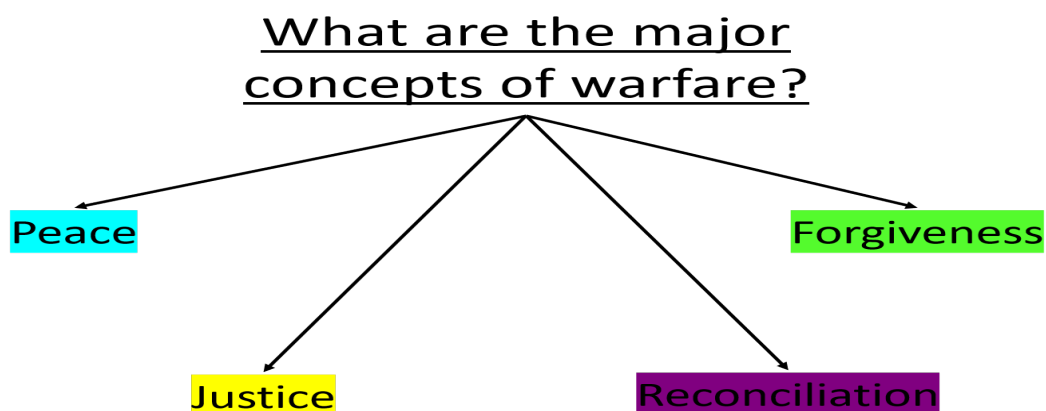 What are the major
concepts of warfare?
Peace
Forgiveness
Justice
Reconciliation